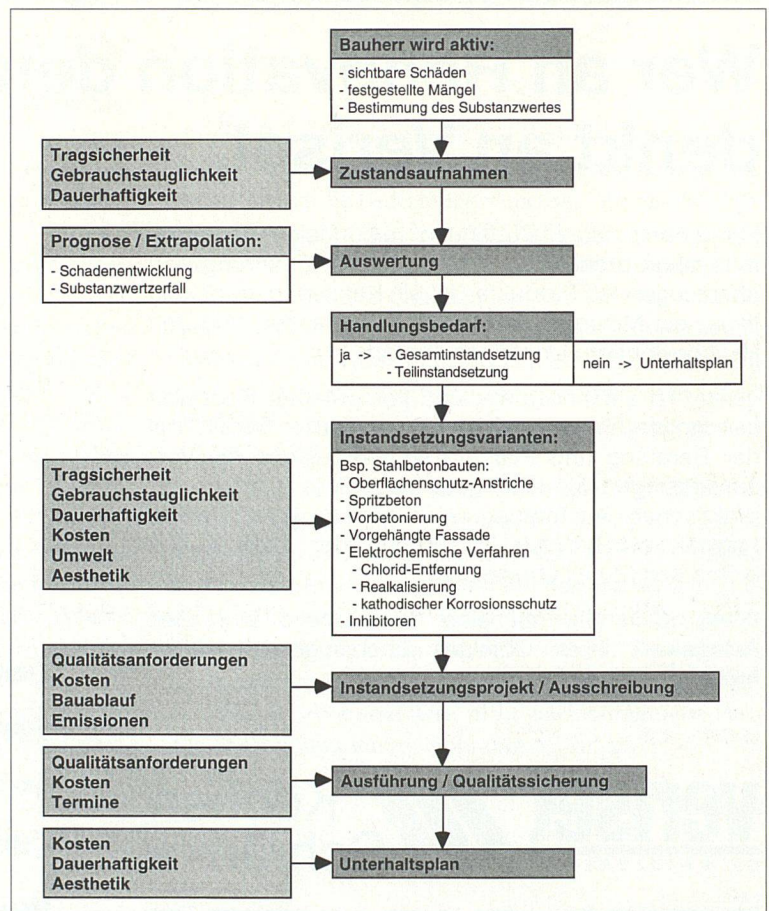 Bauherr wird aktiv:
- sichtbare Schäden
- festgestellte Mängel
- Bestimmung des Substanzwertes
Tragsicherheit
Gebrauchstauglichkeit
Dauerhaftigkeit
Zustandsaufnahmen
Prognose / Extrapolation:
- Schadenentwicklung
- Substanzwertzerfall
Auswertung
Handlungsbedarf:
ja -> - Gesamtinstandsetzung
- Teilinstandsetzung
nein -> Unterhaltsplan
Instandsetzungsvarianten:
Bsp. Stahlbetonbauten:
- Oberflächenschutz-Anstriche
- Spritzbeton
- Vorbetonierung
- Vorgehängte Fassade
- Elektrochemische Verfahren
- Chlorid-Entfernung
- Realkalisierung
- kathodischer Korrosionsschutz
- Inhibitoren
Tragsicherheit
Gebrauchstauglichkeit
Dauerhaftigkeit
Kosten
Umwelt
Aesthetik
Qualitätsanforderungen
Kosten
Bauablauf
Emissionen
Instandsetzungsprojekt / Ausschreibung
Qualitätsanforderungen
Kosten
Termine
Ausführung / Qualitätssicherung
Kosten
Dauerhaftigkeit
Aesthetik
Unterhaltsplan